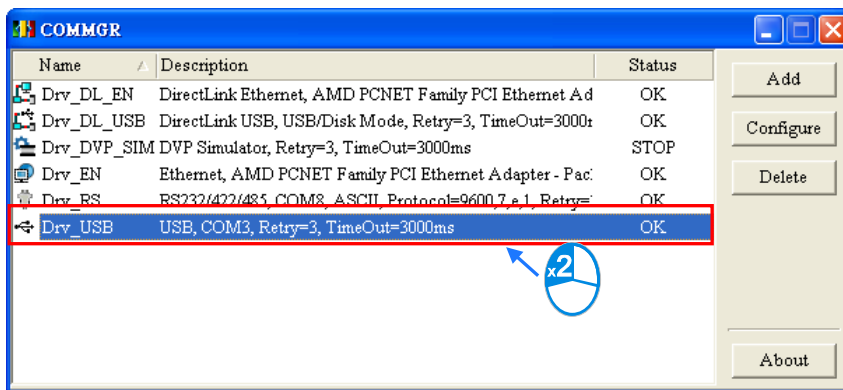 COMMGR
Name Description Status
Drv_DL_EN DirectLink Ethernet, AMD PCNET Family PCI Ethernet Ad OK
Drv_DL_USB DirectLink USB, USB/Disk Mode, Retry=3, TimeOut=3000 OK
Drv_DVP_SIM DVP Simulator, Retry=3, TimeOut=3000ms STOP
Drv_EN Ethernet, AMD PCNET Family PCI Ethernet Adapter - Pac OK
Drv_RS RS232/422/485, COM8, ASCII, Protocol=9600,7,e,1, Retry= OK
Drv_USB USB, COM3, Retry=3, TimeOut=3000ms OK
x2
Add
Configure
Delete
About